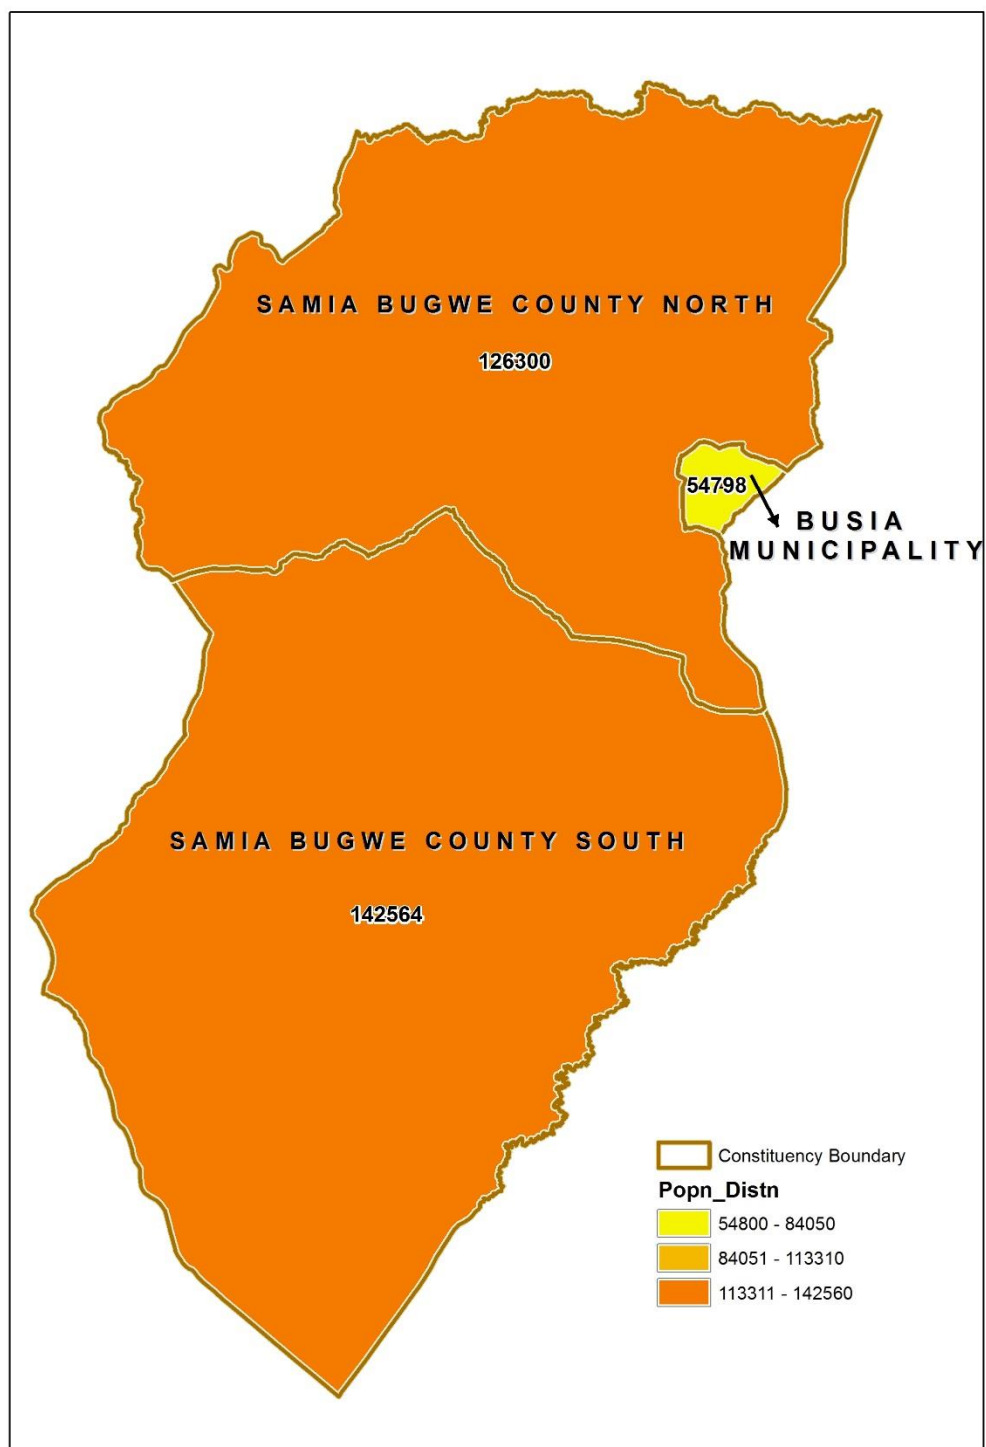 SAMIA BUGWE COUNTY NORTH
126300
54798
BUSIA
MUNICIPALITY
SAMIA BUGWE COUNTY SOUTH
142564
Constituency Boundary
Popn_Distn
54800 - 84050
84051 - 113310
113311 - 142560